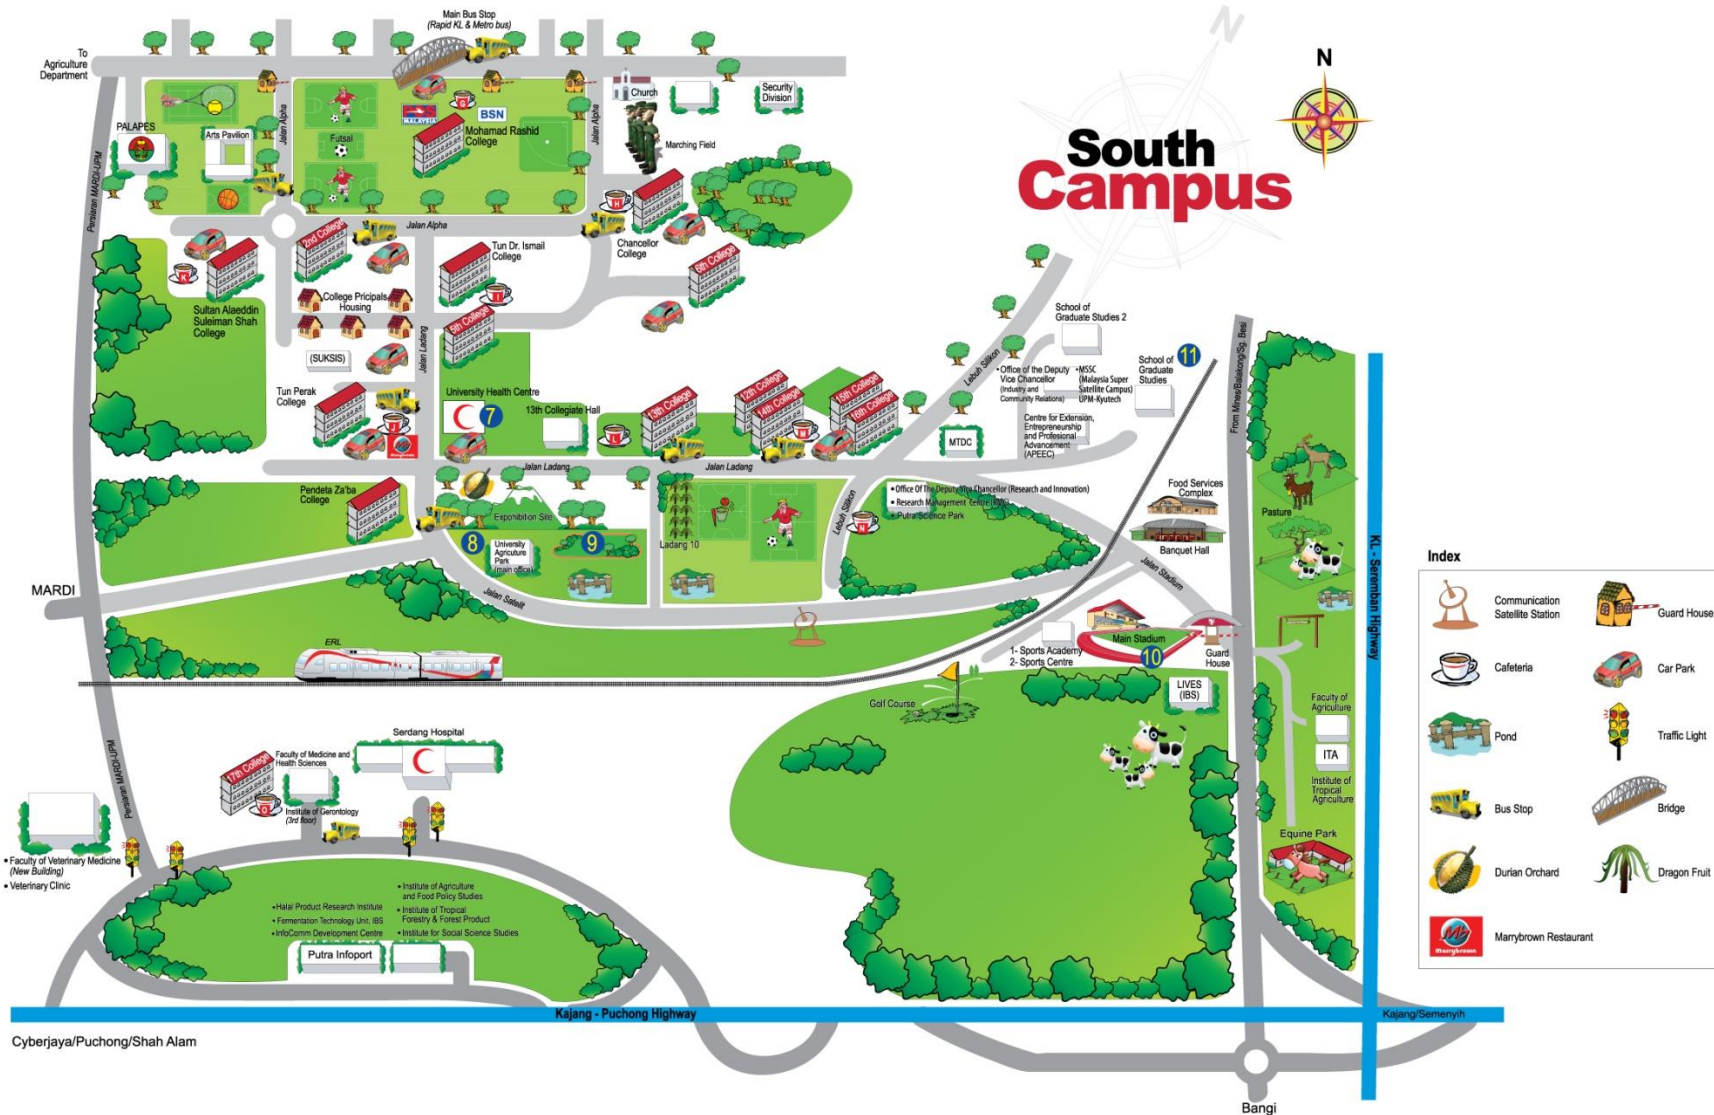 South
Campus
N
N
Main Bus Stop
(Rapid KL & Metro bus)
To
Agriculture
Department
PALAPES
Arts Pavilion
Jalan Alpha
Futsal
MALAYSIA
G
BSN
Mohamad Rashid
College
Jalan Alpha
Church
Security
Division
Marching Field
Persiaran MARDI-UPM
Jalan Alpha
H
Chancellor
College
K
Sultan Alaeddin
Suleiman Shah
College
2nd College
Tun Dr. Ismail
College
I
6th College
College Pricipals
Housing
(SUKSIS)
Jalan Ladang
5th College
Tun Perak
College
J
Marrybrown
University Health Centre
7
13th Collegiate Hall
L
13th College
12th College
14th College
M
15th College
16th College
Lebuh Silikon
School of
Graduate Studies 2
School of
Graduate
Studies
11
• Office of the Deputy
Vice Chancellor
(Industry and
Community Relations)
•MSSC
(Malaysia Super
Satellite Campus)
UPM-Kyutech
Centre for Extension,
Entrepreneurship
and Profesional
Advancement
(APEEC)
MTDC
From Mines/Balakong/Sg. Besi
Jalan Ladang
Jalan Ladang
Pendeta Za'ba
College
Expohibition Site
8
University
Agricuture
Park
(main office)
9
Ladang 10
Lebuh Silikon
N
• Office Of The Deputy Vice Chancellor (Research and Innovation)
• Research Management Centre (RMC)
• Putra Science Park
Food Services
Complex
Banquet Hall
Pasture
KL - Seremban Highway
MARDI
Jalan Satelit
Jalan Stadium
ERL
1- Sports Academy
2- Sports Centre
Main Stadium
10
Guard
House
Golf Course
LIVES
(IBS)
Faculty of
Agriculture
ITA
Institute of
Tropical
Agriculture
Equine Park
Persiaran MARDI-UPM
17th College
O
Faculty of Medicine and
Health Sciences
Institute of Gerontology
(3rd floor)
Serdang Hospital
• Faculty of Veterinary Medicine
(New Building)
• Veterinary Clinic
•Halal Product Research Institute
• Fermentation Technology Unit, IBS
•InfoComm Development Centre
• Institute of Agriculture
and Food Policy Studies
• Institute of Tropical
Forestry & Forest Product
• Institute for Social Science Studies
Putra Infoport
Kajang - Puchong Highway
Kajang/Semenyih
Cyberjaya/Puchong/Shah Alam
Bangi
Index
Communication
Satellite Station
Guard House
Cafeteria
Car Park
Pond
Traffic Light
Bus Stop
Bridge
Durian Orchard
Dragon Fruit
Marrybrown
Marrybrown Restaurant